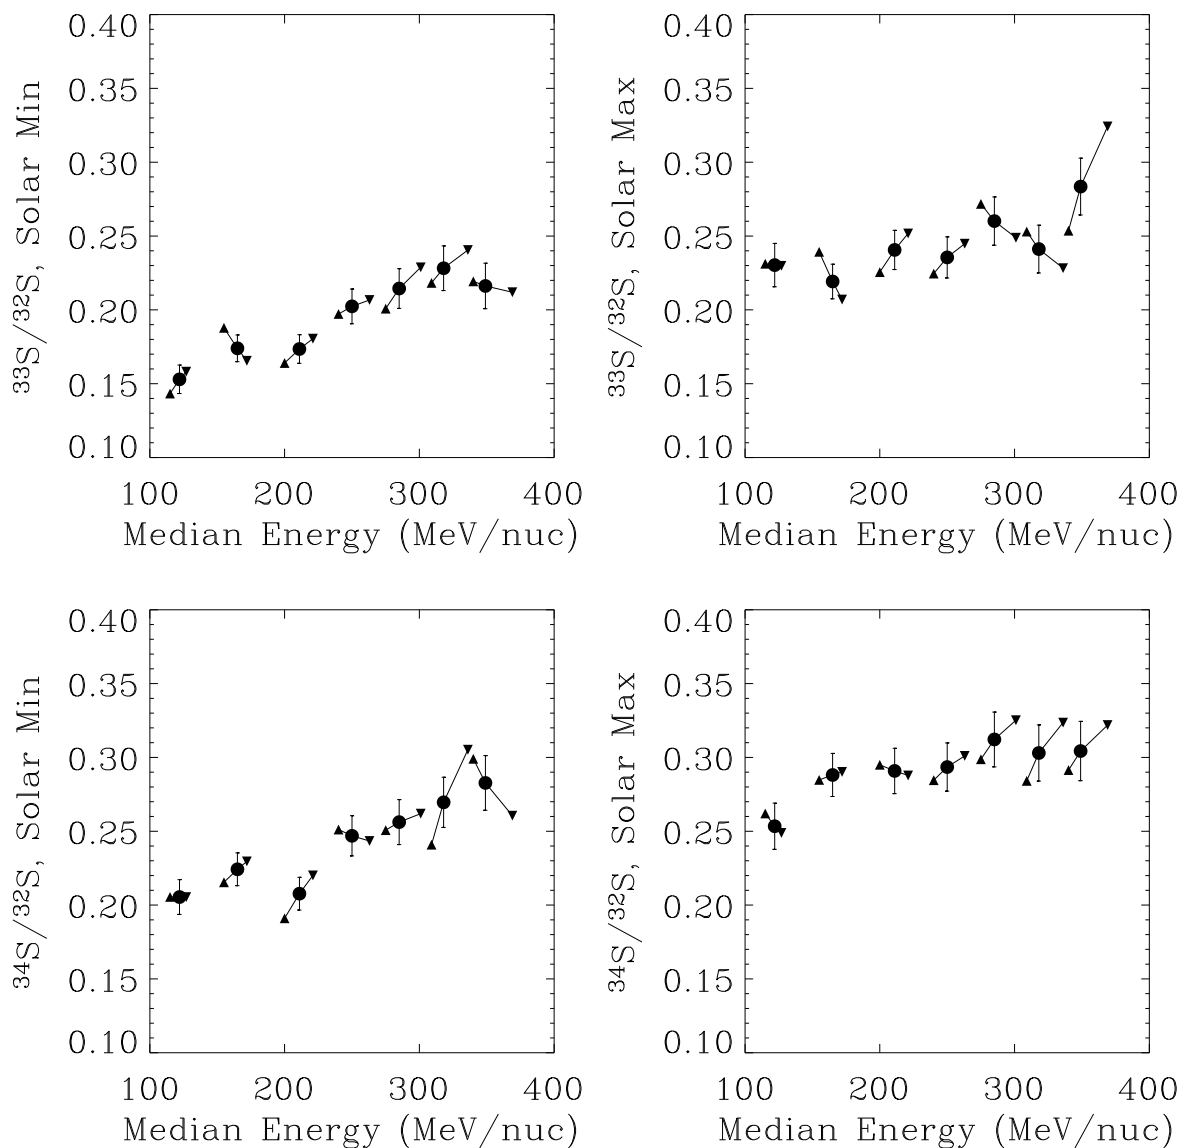 0.40
0.35
0.30
0.25
0.20
0.15
0.10
³³S/³²S, Solar Min
100 200 300 400
Median Energy (MeV/nuc)
0.40
0.35
0.30
0.25
0.20
0.15
0.10
³³S/³²S, Solar Max
100 200 300 400
Median Energy (MeV/nuc)
0.40
0.35
0.30
0.25
0.20
0.15
0.10
³⁴S/³²S, Solar Min
100 200 300 400
Median Energy (MeV/nuc)
0.40
0.35
0.30
0.25
0.20
0.15
0.10
³⁴S/³²S, Solar Max
100 200 300 400
Median Energy (MeV/nuc)